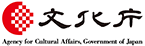 文化庁
Agency for Cultural Affairs, Government of Japan